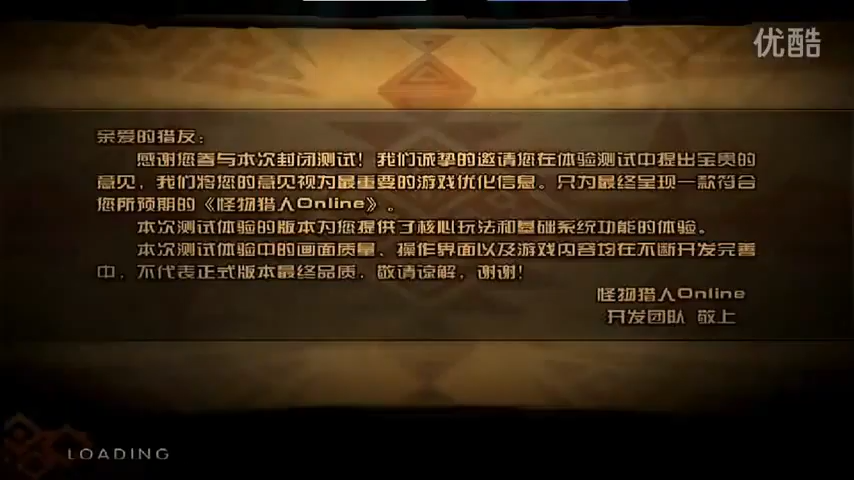 优酷
亲爱的猎友：
感谢您参与本次封闭测试！我们诚挚的邀请您在体验测试中提出宝贵的
意见，我们将您的意见视为最重要的游戏优化信息。只为最终呈现一款符合
您所预期的《怪物猎人Online》。
本次测试体验的版本为您提供了核心玩法和基础系统功能的体验。
本次测试体验中的画面质量、操作界面以及游戏内容均在不断开发完善
中，不代表正式版本最终品质，敬请谅解，谢谢！
怪物猎人Online
开发团队 敬上
LOADING